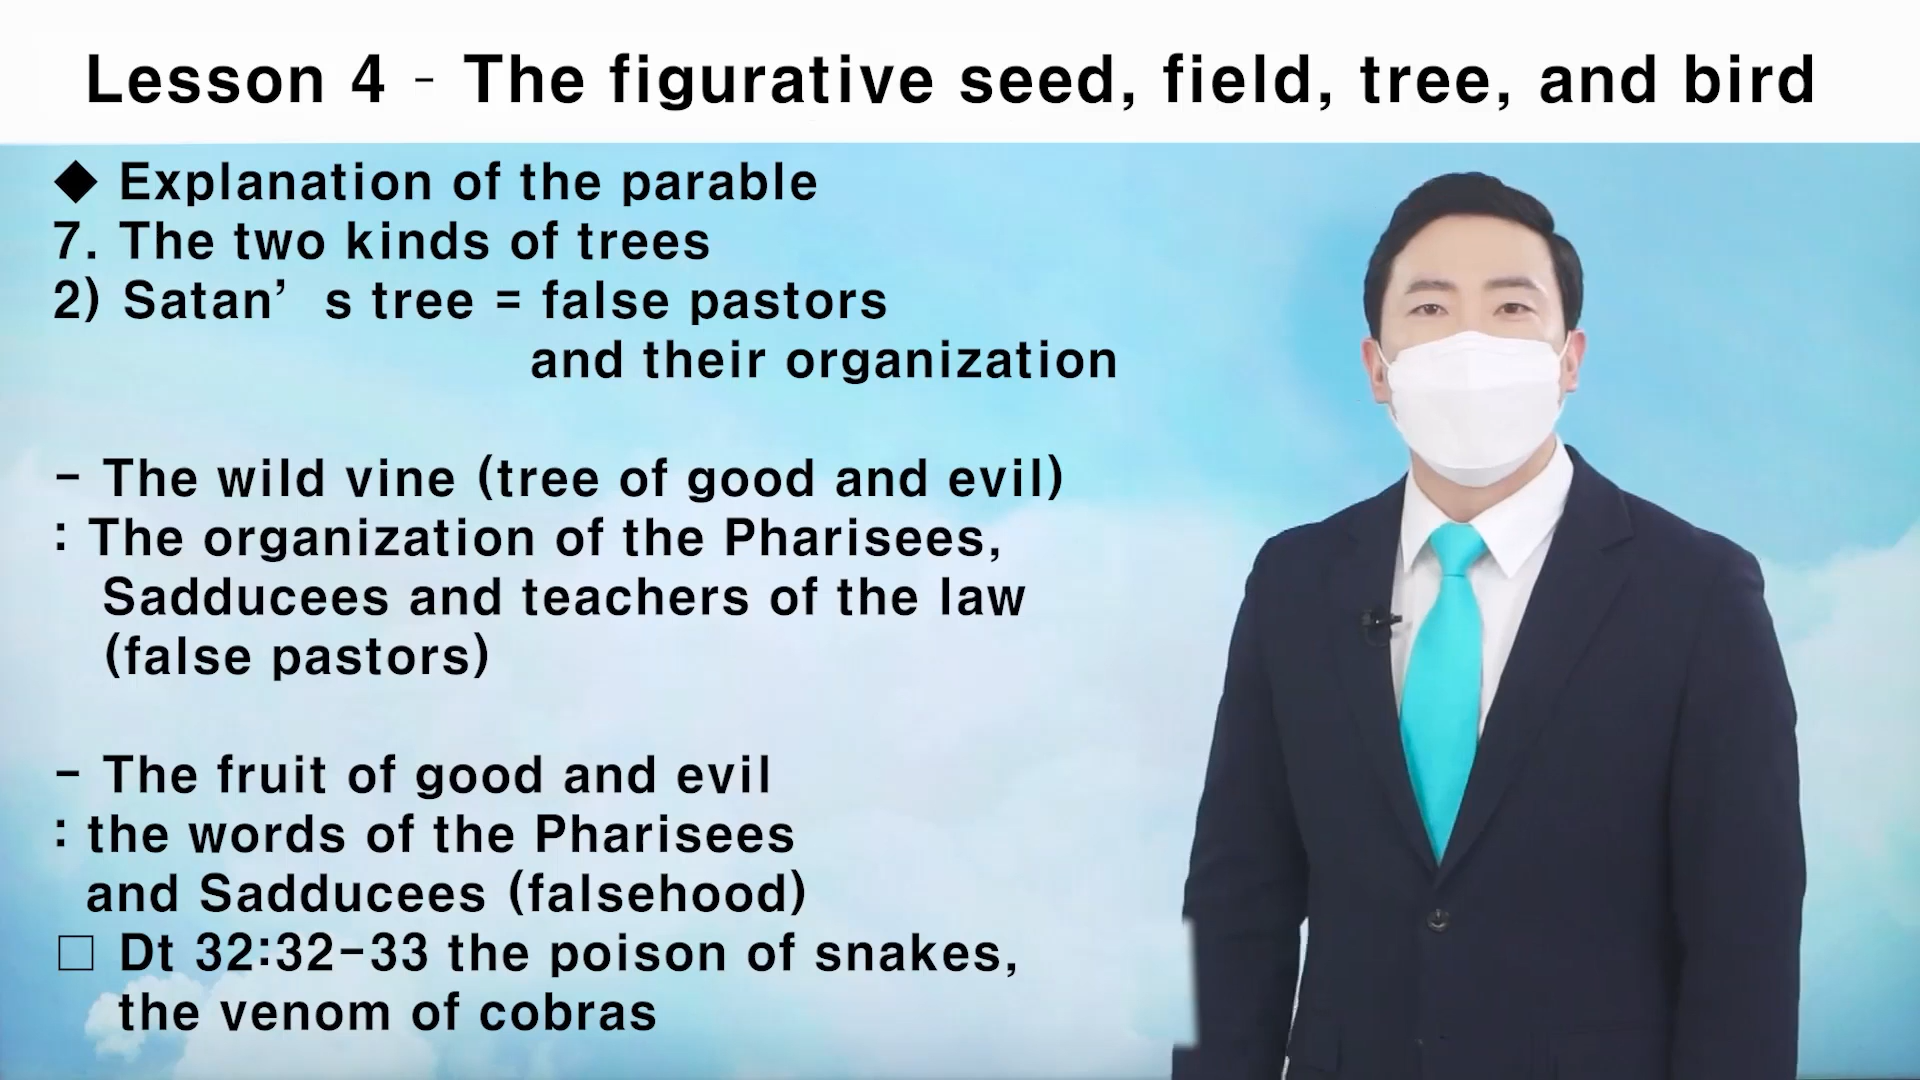 Lesson 4 - The figurative seed, field, tree, and bird
◆ Explanation of the parable
7. The two kinds of trees
2) Satan’ s tree = false pastors
and their organization
- The wild vine (tree of good and evil)
: The organization of the Pharisees,
Sadducees and teachers of the law
(false pastors)
- The fruit of good and evil
: the words of the Pharisees
and Sadducees (falsehood)
□ Dt 32:32-33 the poison of snakes,
the venom of cobras